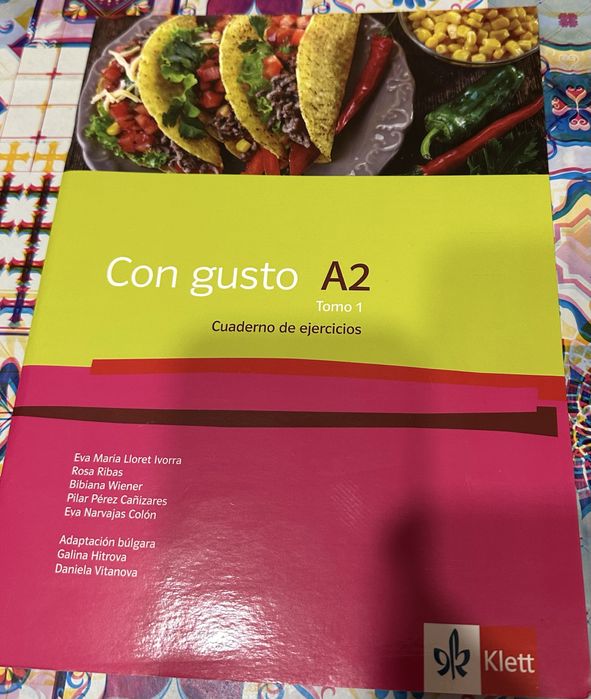 Con gusto A2
Tomo 1
Cuaderno de ejercicios
Eva María Lloret Ivorra
Rosa Ribas
Bibiana Wiener
Pilar Pérez Cañizares
Eva Narvajas Colón
Adaptación búlgara
Galina Hitrova
Daniela Vitanova
Klett